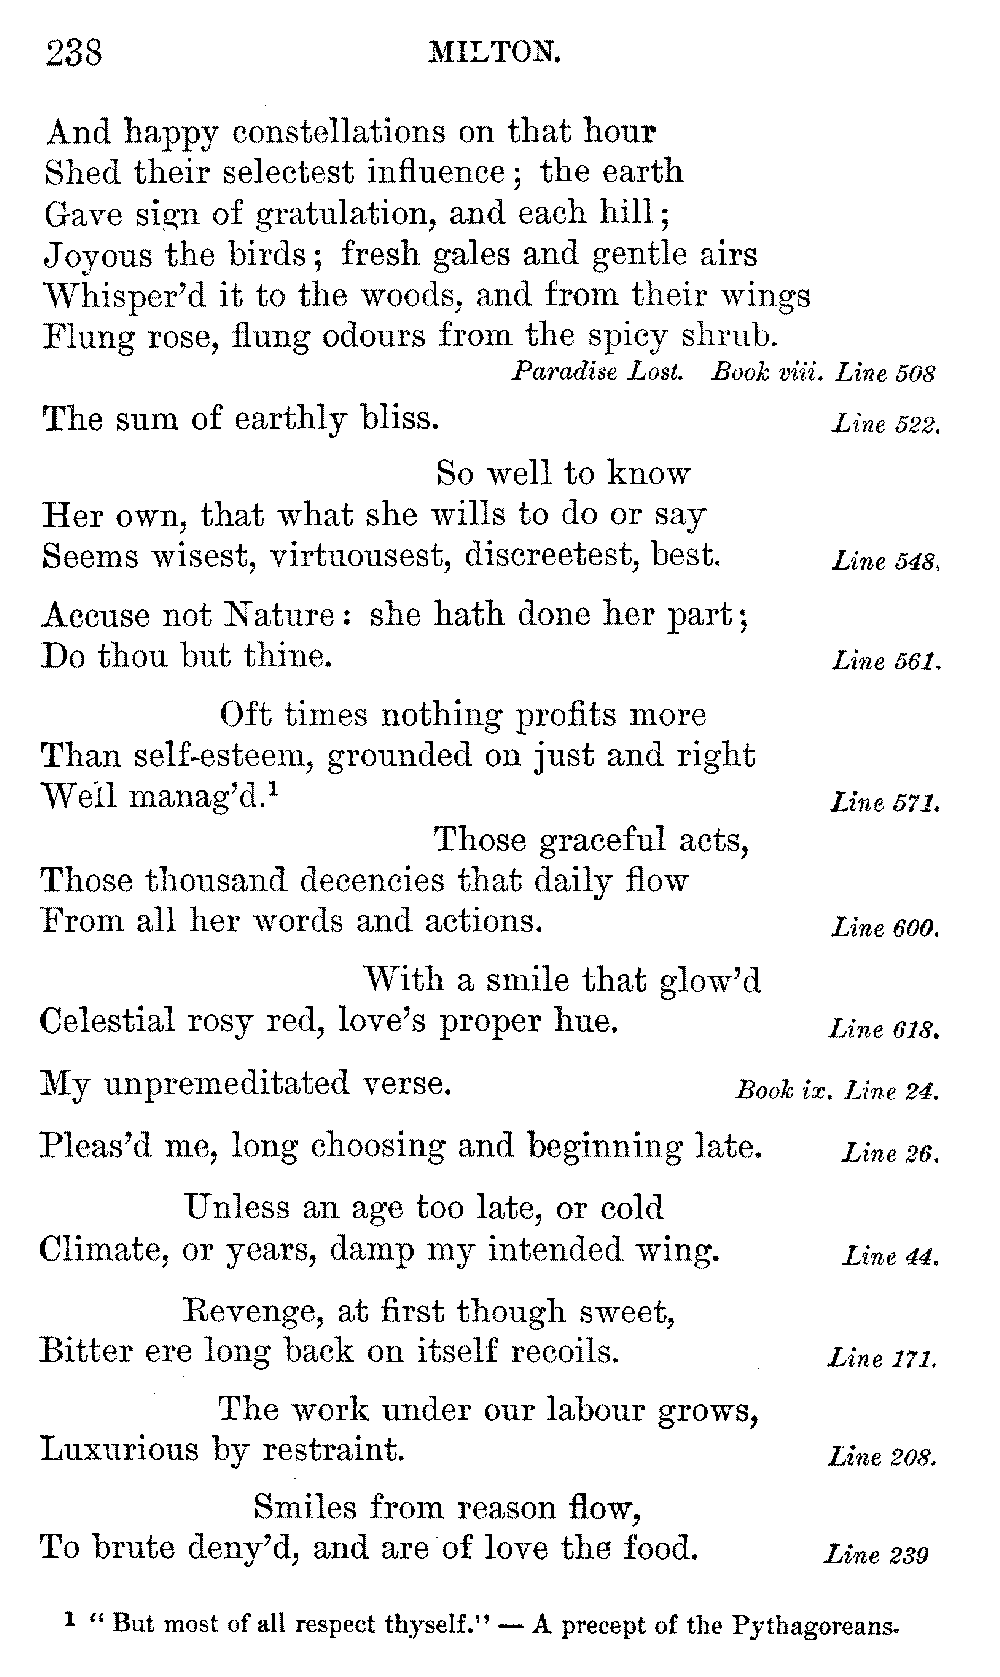 238 MILTON.
And happy constellations on that hour
Shed their selectest influence; the earth
Gave sign of gratulation, and each hill;
Joyous the birds; fresh gales and gentle airs
Whisper'd it to the woods, and from their wings
Flung rose, flung odours from the spicy shrub.
Paradise Lost. Book viii. Line 508
The sum of earthly bliss. Line 522.
So well to know
Her own, that what she wills to do or say
Seems wisest, virtuousest, discreetest, best. Line 548.
Accuse not Nature: she hath done her part;
Do thou but thine. Line 561.
Oft times nothing profits more
Than self-esteem, grounded on just and right
Well manag'd.¹ Line 571.
Those graceful acts,
Those thousand decencies that daily flow
From all her words and actions. Line 600.
With a smile that glow'd
Celestial rosy red, love's proper hue. Line 618.
My unpremeditated verse. Book ix. Line 24.
Pleas'd me, long choosing and beginning late. Line 26.
Unless an age too late, or cold
Climate, or years, damp my intended wing. Line 44.
Revenge, at first though sweet,
Bitter ere long back on itself recoils. Line 171.
The work under our labour grows,
Luxurious by restraint. Line 208.
Smiles from reason flow,
To brute deny'd, and are of love the food. Line 239
¹ "But most of all respect thyself." — A precept of the Pythagoreans.